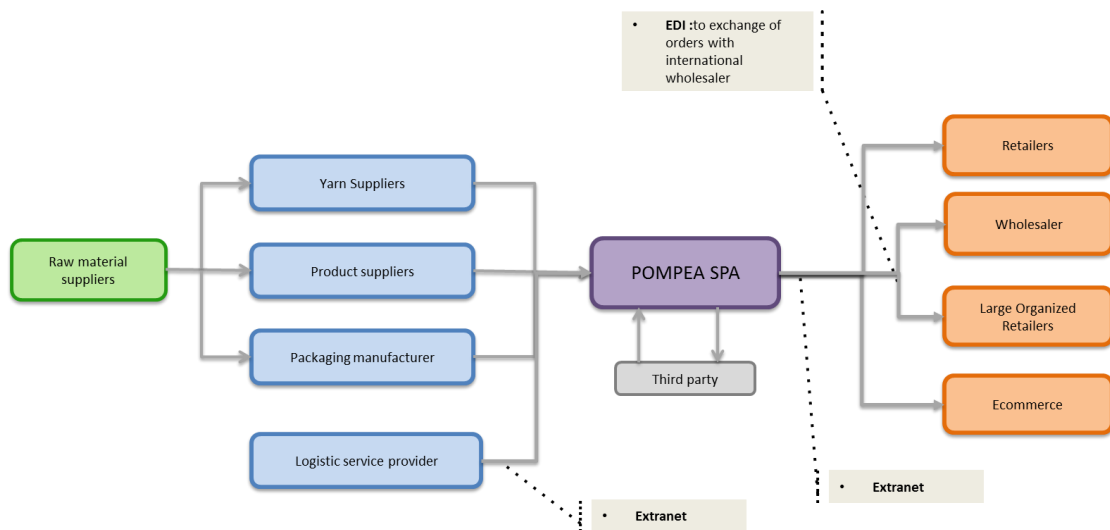 • EDI :to exchange of
orders with
international
wholesaler
Retailers
Yarn Suppliers
Wholesaler
Raw material
suppliers
Product suppliers
POMPEA SPA
Large Organized
Retailers
Packaging manufacturer
Third party
Ecommerce
Logistic service provider
• Extranet
• Extranet